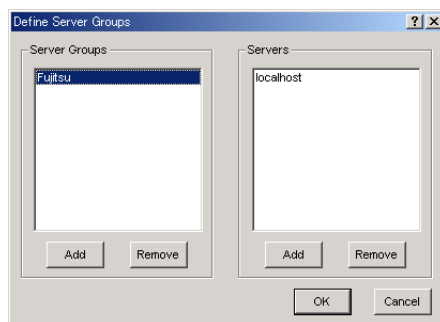 Define Server Groups
Server Groups
Fujitsu
Add
Remove
Servers
localhost
Add
Remove
OK
Cancel